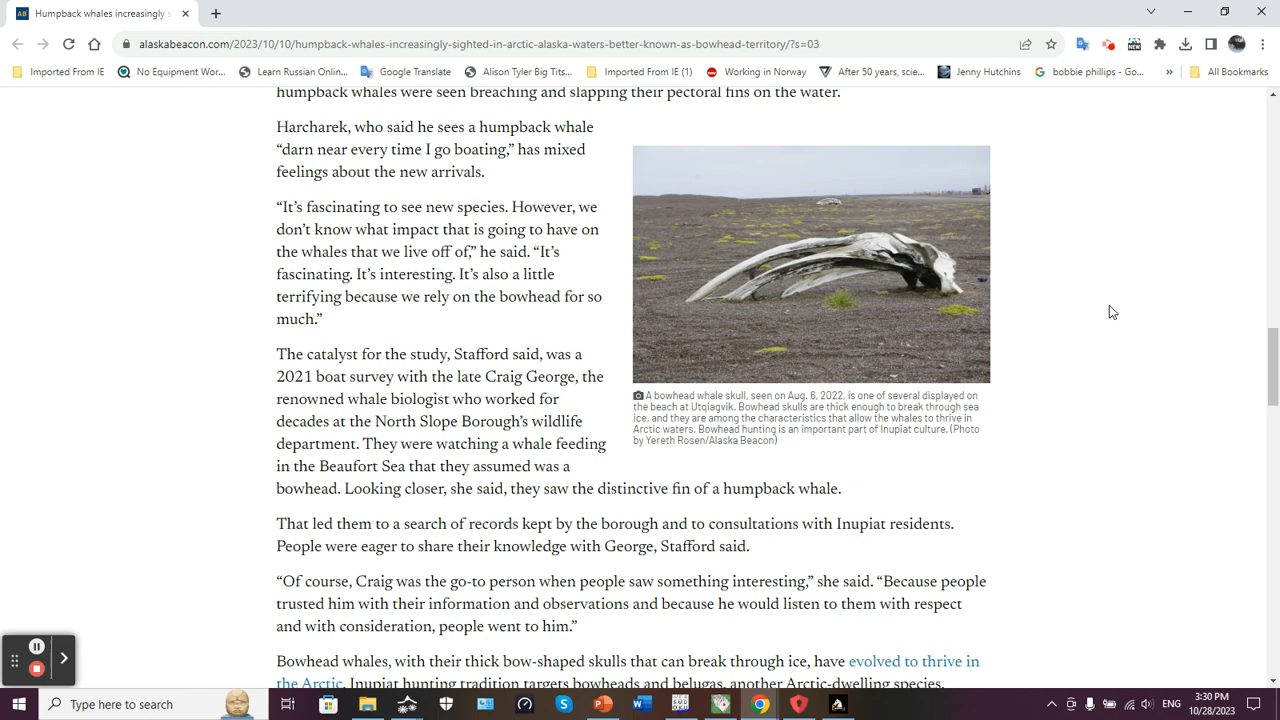 Humpback whales increasingly s
alaskabeacon.com/2023/10/10/humpback-whales-increasingly-sighted-in-arctic-alaska-waters-better-known-as-bowhead-territory/?s=03
Imported From IE
No Equipment Wor...
Learn Russian Onlin...
Google Translate
Alison Tyler Big Tits...
Imported From IE (1)
Working in Norway
After 50 years, scie...
Jenny Hutchins
bobbie phillips - Go...
»
All Bookmarks
humpback whales were seen breaching and slapping their pectoral fins on the water.
Harcharek, who said he sees a humpback whale
“darn near every time I go boating,” has mixed
feelings about the new arrivals.
“It’s fascinating to see new species. However, we
don’t know what impact that is going to have on
the whales that we live off of,” he said. “It’s
fascinating. It’s interesting. It’s also a little
terrifying because we rely on the bowhead for so
much.”
A bowhead whale skull, seen on Aug. 6, 2022, is one of several displayed on
the beach at Utqiagvik. Bowhead skulls are thick enough to break through sea
ice, and they are among the characteristics that allow the whales to thrive in
Arctic waters. Bowhead hunting is an important part of Inupiat culture. (Photo
by Yereth Rosen/Alaska Beacon)
The catalyst for the study, Stafford said, was a
2021 boat survey with the late Craig George, the
renowned whale biologist who worked for
decades at the North Slope Borough’s wildlife
department. They were watching a whale feeding
in the Beaufort Sea that they assumed was a
bowhead. Looking closer, she said, they saw the distinctive fin of a humpback whale.
That led them to a search of records kept by the borough and to consultations with Inupiat residents.
People were eager to share their knowledge with George, Stafford said.
“Of course, Craig was the go-to person when people saw something interesting,” she said. “Because people
trusted him with their information and observations and because he would listen to them with respect
and with consideration, people went to him.”
Bowhead whales, with their thick bow-shaped skulls that can break through ice, have evolved to thrive in
the Arctic. Inupiat hunting tradition targets bowheads and belugas, another Arctic-dwelling species.
Type here to search
3:30 PM
10/28/2023